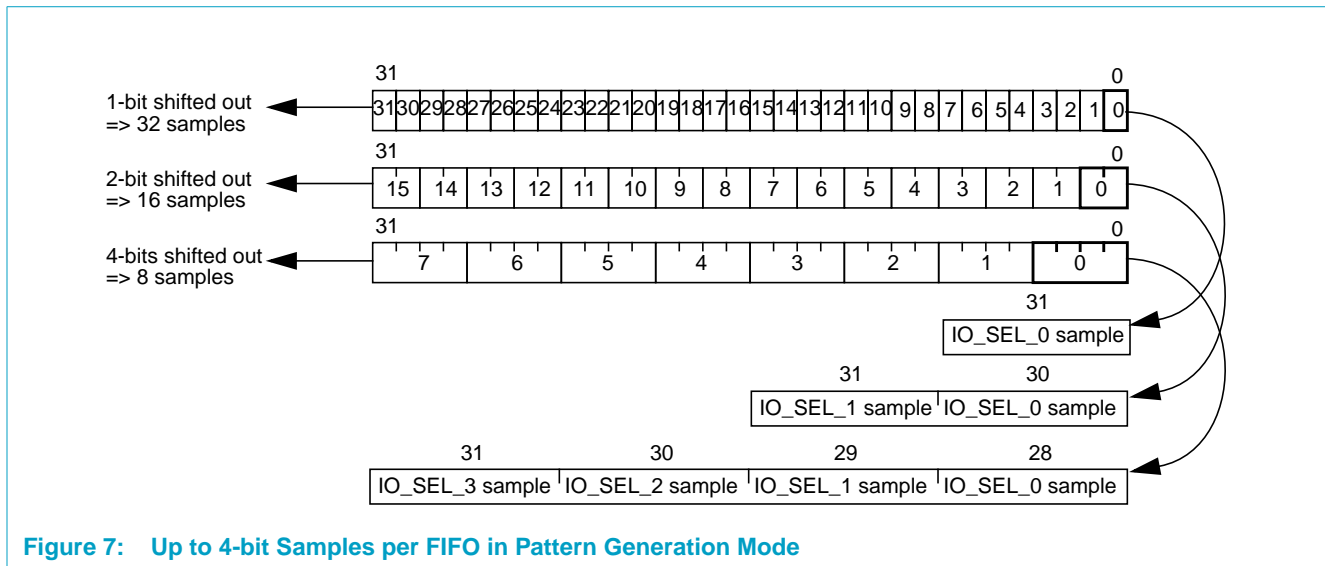 31 0
1-bit shifted out
=> 32 samples
31 30 29 28 27 26 25 24 23 22 21 20 19 18 17 16 15 14 13 12 11 10 9 8 7 6 5 4 3 2 1 0
31 0
2-bit shifted out
=> 16 samples
15 14 13 12 11 10 9 8 7 6 5 4 3 2 1 0
31 0
4-bits shifted out
=> 8 samples
7 6 5 4 3 2 1 0
31
IO_SEL_0 sample
31 30
IO_SEL_1 sample IO_SEL_0 sample
31 30 29 28
IO_SEL_3 sample IO_SEL_2 sample IO_SEL_1 sample IO_SEL_0 sample
Figure 7: Up to 4-bit Samples per FIFO in Pattern Generation Mode